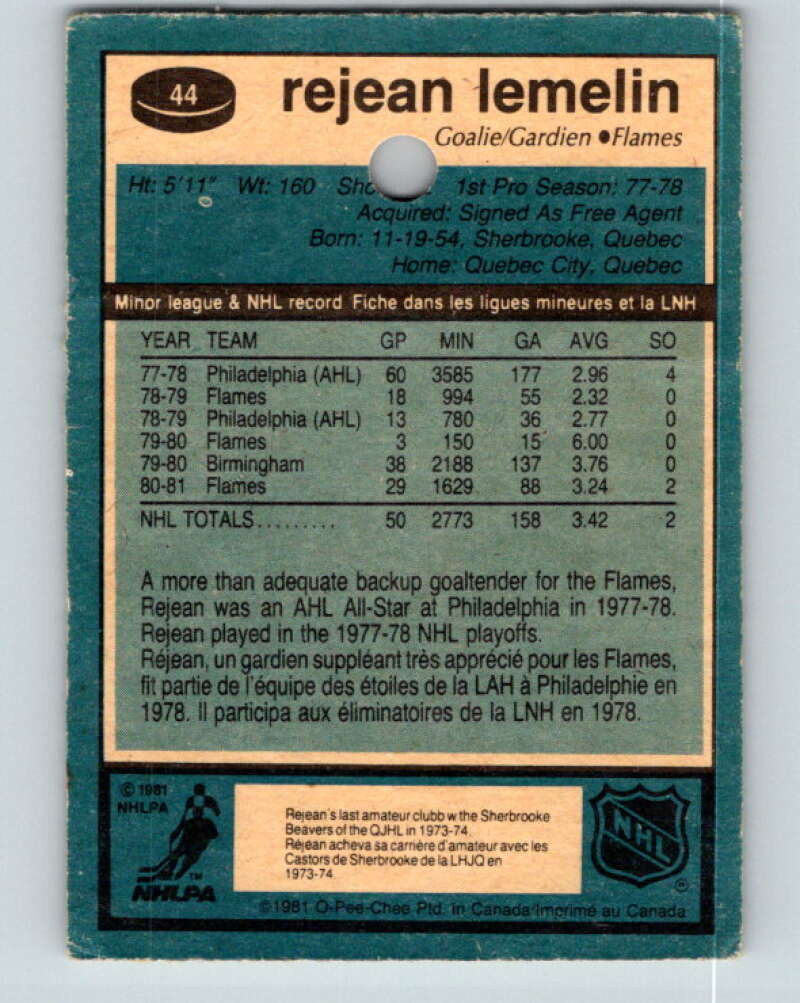 44
rejean lemelin
Goalie/Gardien ●Flames
Ht: 5'11" Wt: 160 1st Pro Season: 77-78
Acquired: Signed As Free Agent
Born: 11-19-54, Sherbrooke, Quebec
Home: Quebec City, Quebec
Minor league & NHL record Fiche dans les ligues mineures et la LNH
YEAR TEAM GP MIN GA AVG SO
77-78 Philadelphia (AHL) 60 3585 177 2.96 4
78-79 Flames 18 994 55 2.32 0
78-79 Philadelphia (AHL) 13 780 36 2.77 0
79-80 Flames 3 150 15 6.00 0
79-80 Birmingham 38 2188 137 3.76 0
80-81 Flames 29 1629 88 3.24 2
NHL TOTALS......... 50 2773 158 3.42 2
A more than adequate backup goaltender for the Flames,
Rejean was an AHL All-Star at Philadelphia in 1977-78.
Rejean played in the 1977-78 NHL playoffs.
Réjean, un gardien suppléant très apprécié pour les Flames,
fit partie de l'équipe des étoiles de la LAH à Philadelphie en
1978. Il participa aux éliminatoires de la LNH en 1978.
© 1981
NHLPA
Rejean's last amateur clubb w the Sherbrooke
Beavers of the QJHL in 1973-74.
Réjean acheva sa carrière d'amateur avec les
Castors de Sherbrooke de la LHJQ en
1973-74.
NHL
®
™
NHLPA
©1981 O-Pee-Chee Ptd. in Canada/Imprimé au Canada